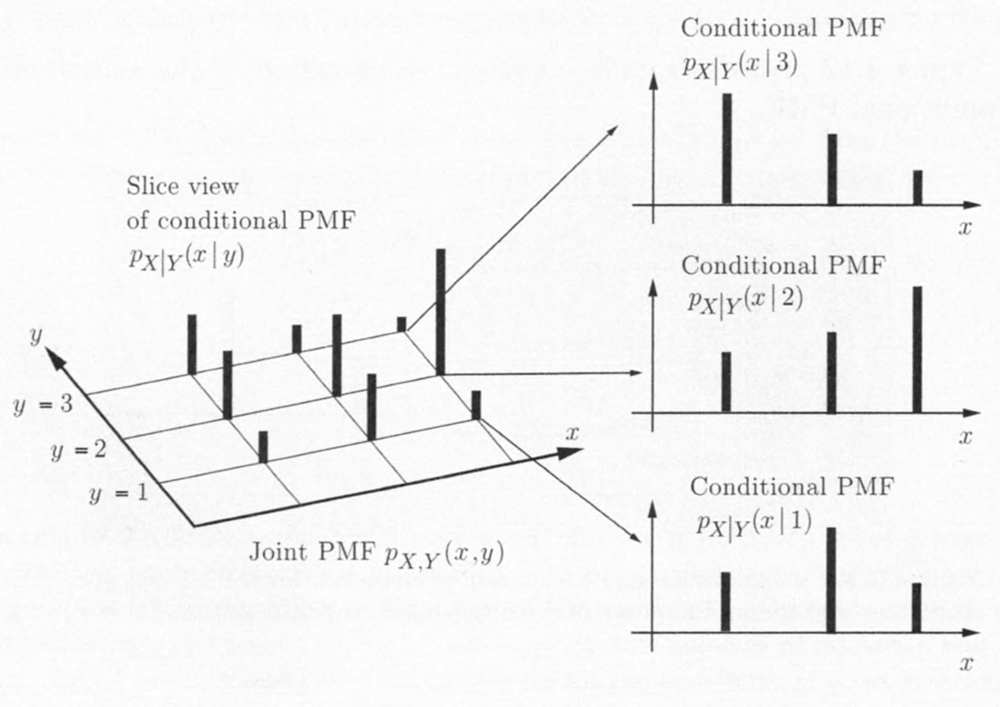 Conditional PMF
p_{X|Y}(x | 3)
Slice view
of conditional PMF
p_{X|Y}(x | y)
x
Conditional PMF
p_{X|Y}(x | 2)
y
y = 3
y = 2
y = 1
x
x
Joint PMF p_{X,Y}(x,y)
Conditional PMF
p_{X|Y}(x | 1)
x